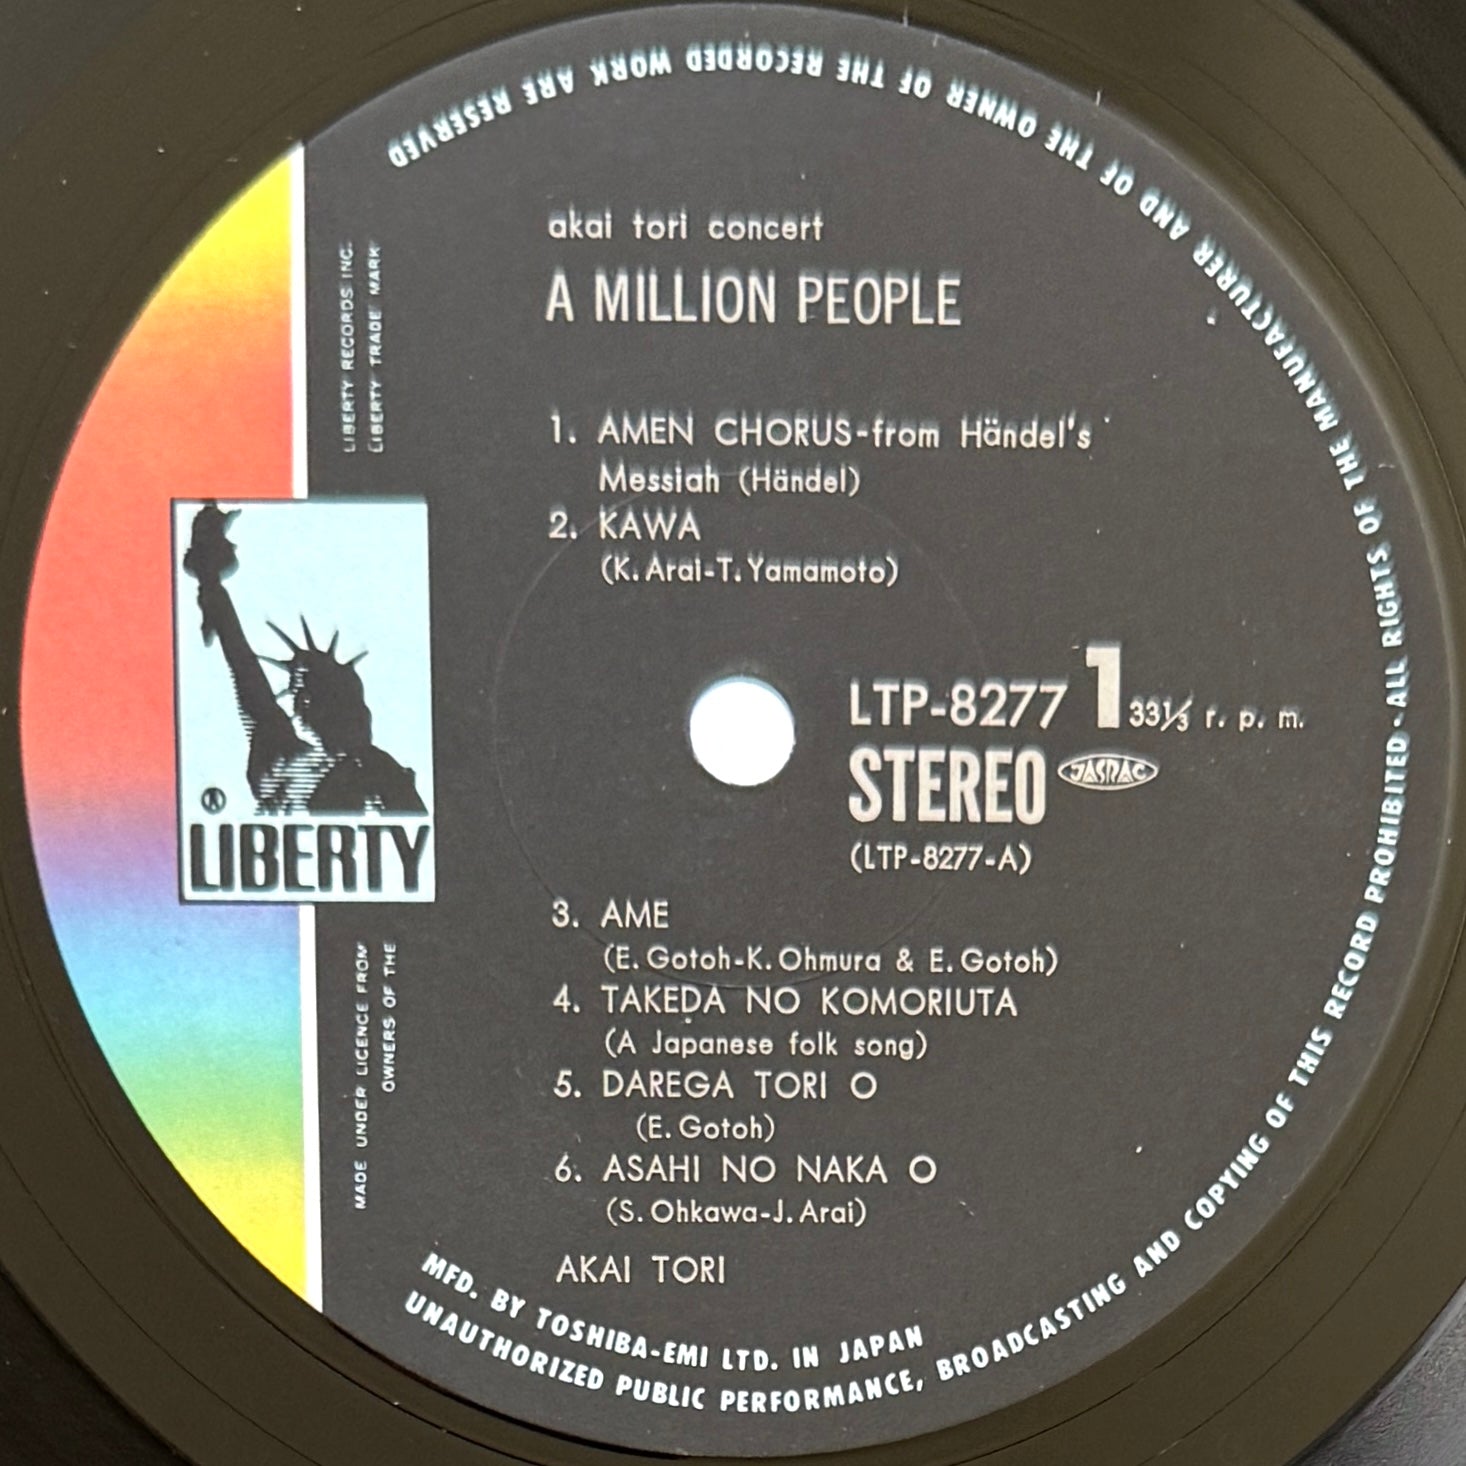 akai tori concert
A MILLION PEOPLE
1. AMEN CHORUS-from Händel's
Messiah (Händel)
2. KAWA
(K. Arai-T. Yamamoto)
LTP-8277 1 33⅓ r. p. m.
STEREO JASRAC
(LTP-8277-A)
3. AME
(E. Gotoh-K. Ohmura & E. Gotoh)
4. TAKEDA NO KOMORIUTA
(A Japanese folk song)
5. DAREGA TORI O
(E. Gotoh)
6. ASAHI NO NAKA O
(S. Ohkawa-J. Arai)
AKAI TORI
LIBERTY RECORDS INC.
LIBERTY TRADE MARK
®
LIBERTY
MADE UNDER LICENCE FROM
OWNERS OF THE
MFD. BY TOSHIBA-EMI LTD. IN JAPAN
UNAUTHORIZED PUBLIC PERFORMANCE, BROADCASTING AND COPYING OF THIS RECORD PROHIBITED - ALL RIGHTS OF THE MANUFACTURER AND OF THE OWNER OF THE RECORDED WORK ARE RESERVED